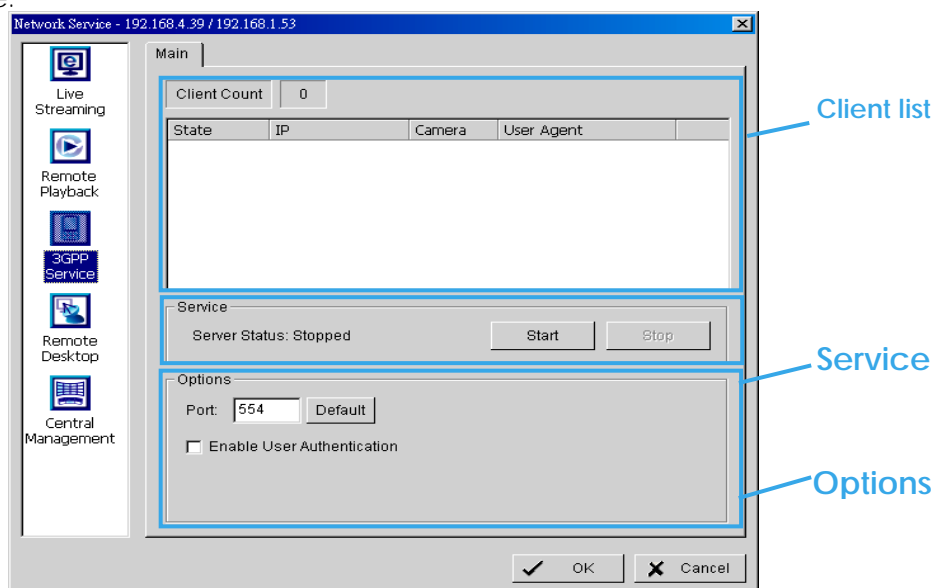 e.
Network Service - 192.168.4.39 / 192.168.1.53
Live
Streaming
Remote
Playback
3GPP
Service
Remote
Desktop
Central
Management
Main
Client Count 0
State IP Camera User Agent
Service
Server Status: Stopped Start Stop
Options
Port: 554 Default
Enable User Authentication
OK Cancel
Client list
Service
Options